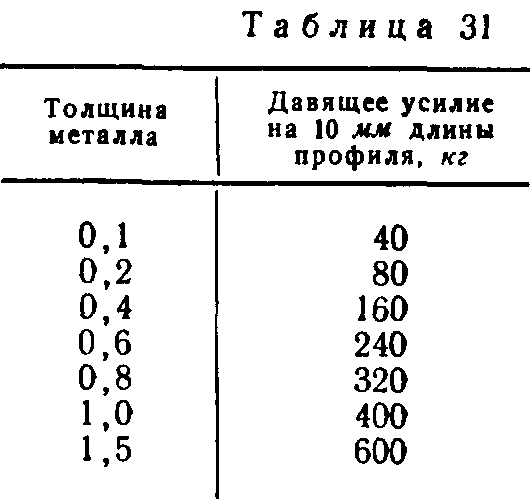 Таблица 31
Толщина металла
Давящее усилие на 10 мм длины профиля, кг
0,1 40
0,2 80
0,4 160
0,6 240
0,8 320
1,0 400
1,5 600